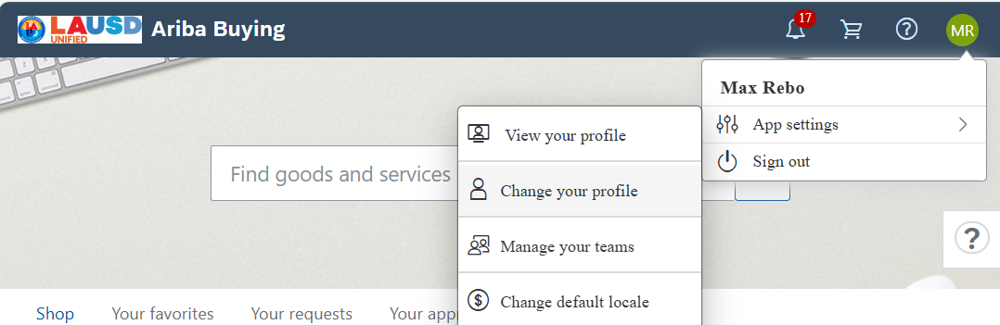 LAUSD
UNIFIED
Ariba Buying
17
MR
Max Rebo
App settings
Sign out
View your profile
Change your profile
Manage your teams
Change default locale
Find goods and services
?
Shop
Your favorites
Your requests
Your app